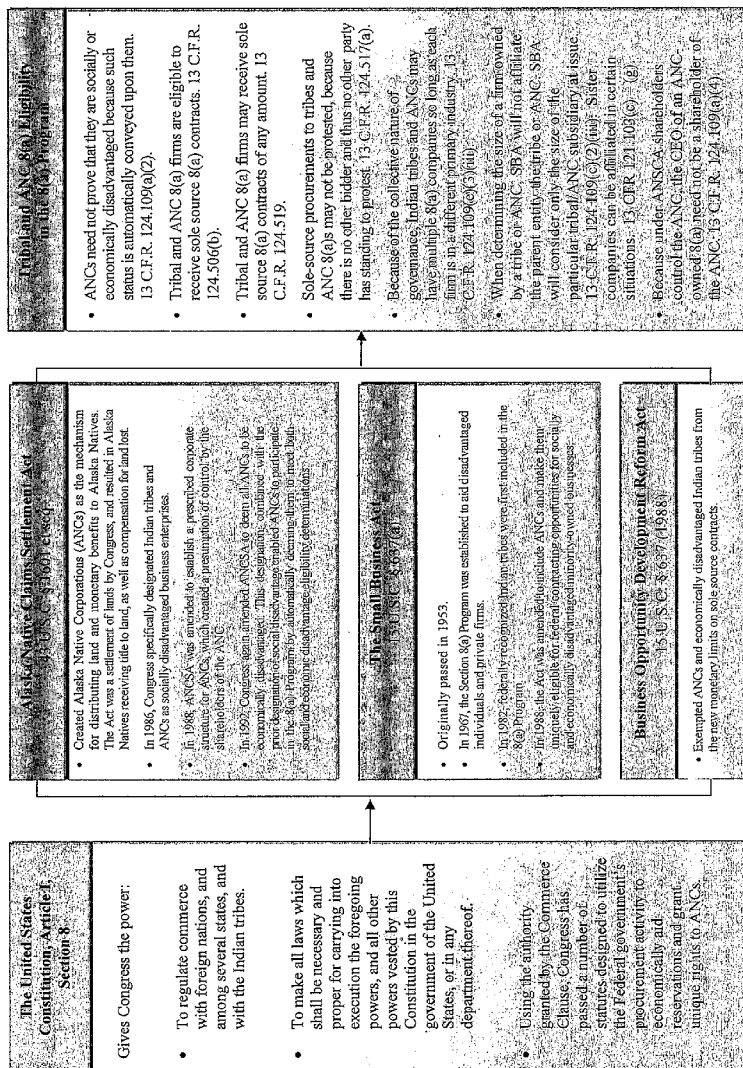 The United States
Constitution, Article I,
Section 8
Gives Congress the power:
• To regulate commerce
with foreign nations, and
among several states, and
with the Indian tribes.
• To make all laws which
shall be necessary and
proper for carrying into
execution the foregoing
powers, and all other
powers vested by this
Constitution in the
government of the United
States, or in any
department thereof.
• Using the authority
granted by the Commerce
Clause, Congress has
passed a number of
statutes designed to utilize
the Federal government's
procurement activity to
economically aid
reservations and grant
unique rights to ANCs.
Alaska Native Claims Settlement Act
43 U.S.C. § 1601 et seq.
• Created Alaska Native Corporations (ANCs) as the mechanism
for distributing land and monetary benefits to Alaska Natives.
The Act was a settlement of lands by Congress, and resulted in Alaska
Natives receiving title to land, as well as compensation for land lost.
• In 1986, Congress specifically designated Indian tribes and
ANCs as socially disadvantaged business enterprises.
• In 1988, ANCSA was amended to establish a prescribed corporate
structure for ANCs, which created a presumption of control by the
shareholders of the ANC.
• In 1992, Congress again amended ANCSA to deem all ANCs to be
economically disadvantaged. This designation, combined with the
prior designation of social disadvantage enabled ANCs to participate
in the 8(a) Program by automatically deeming them to meet both
social and economic disadvantage eligibility determinations.
The Small Business Act
15 U.S.C. § 637(a)
• Originally passed in 1953.
• In 1967, the Section 8(a) Program was established to aid disadvantaged
individuals and private firms.
• In 1982, federally recognized Indian tribes were first included in the
8(a) Program.
• In 1988, the Act was amended to include ANCs and make them
uniquely eligible for federal contracting opportunities for socially
and economically disadvantaged minority-owned businesses.
Business Opportunity Development Reform Act
15 U.S.C. § 637 (1988)
• Exempted ANCs and economically disadvantaged Indian tribes from
the new monetary limits on sole source contracts.
Tribal and ANC 8(a) Eligibility
in the 8(a) Program
• ANCs need not prove that they are socially or
economically disadvantaged because such
status is automatically conveyed upon them.
13 C.F.R. 124.109(a)(2).
• Tribal and ANC 8(a) firms are eligible to
receive sole source 8(a) contracts. 13 C.F.R.
124.506(b).
• Tribal and ANC 8(a) firms may receive sole
source 8(a) contracts of any amount. 13
C.F.R. 124.519.
• Sole-source procurements to tribes and
ANC 8(a)s may not be protested, because
there is no other bidder and thus no other party
has standing to protest. 13 C.F.R. 124.517(a).
• Because of the collective nature of
governance, Indian tribes and ANCs may
have multiple 8(a) companies so long as each
firm is in a different primary industry. 13
C.F.R. 124.109(c)(3)(iii).
• When determining the size of a firm owned
by a tribe or ANC, SBA will not affiliate
the parent entity the tribe or ANC. SBA
will consider only the size of the
particular tribal/ANC subsidiary at issue.
13 C.F.R. 124.109(c)(2)(iii). Sister
companies can be affiliated in certain
situations. 13 CFR 121.103(c) - (g).
• Because under ANSCA shareholders
control the ANC, the CEO of an ANC-
owned 8(a) need not be a shareholder of
the ANC. 13 C.F.R. 124.109(a)(4).